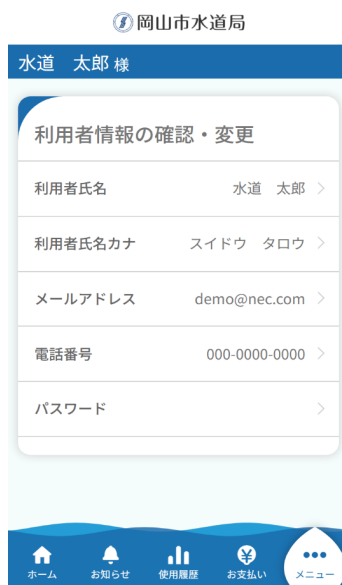 岡山市水道局
水道　太郎 様
利用者情報の確認・変更
利用者氏名 水道　太郎
利用者氏名カナ スイドウ　タロウ
メールアドレス demo@nec.com
電話番号 000-0000-0000
パスワード
ホーム お知らせ 使用履歴 お支払い メニュー